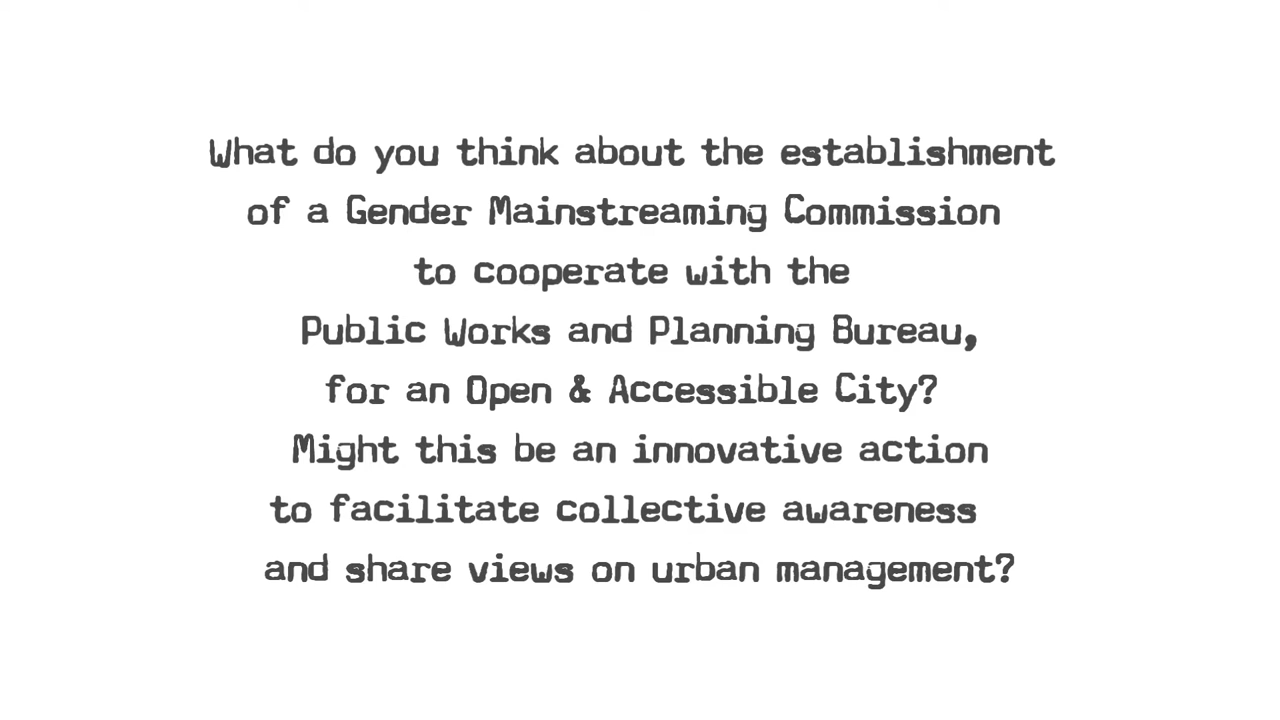 What do you think about the establishment
of a Gender Mainstreaming Commission
to cooperate with the
Public Works and Planning Bureau,
for an Open & Accessible City?
Might this be an innovative action
to facilitate collective awareness
and share views on urban management?